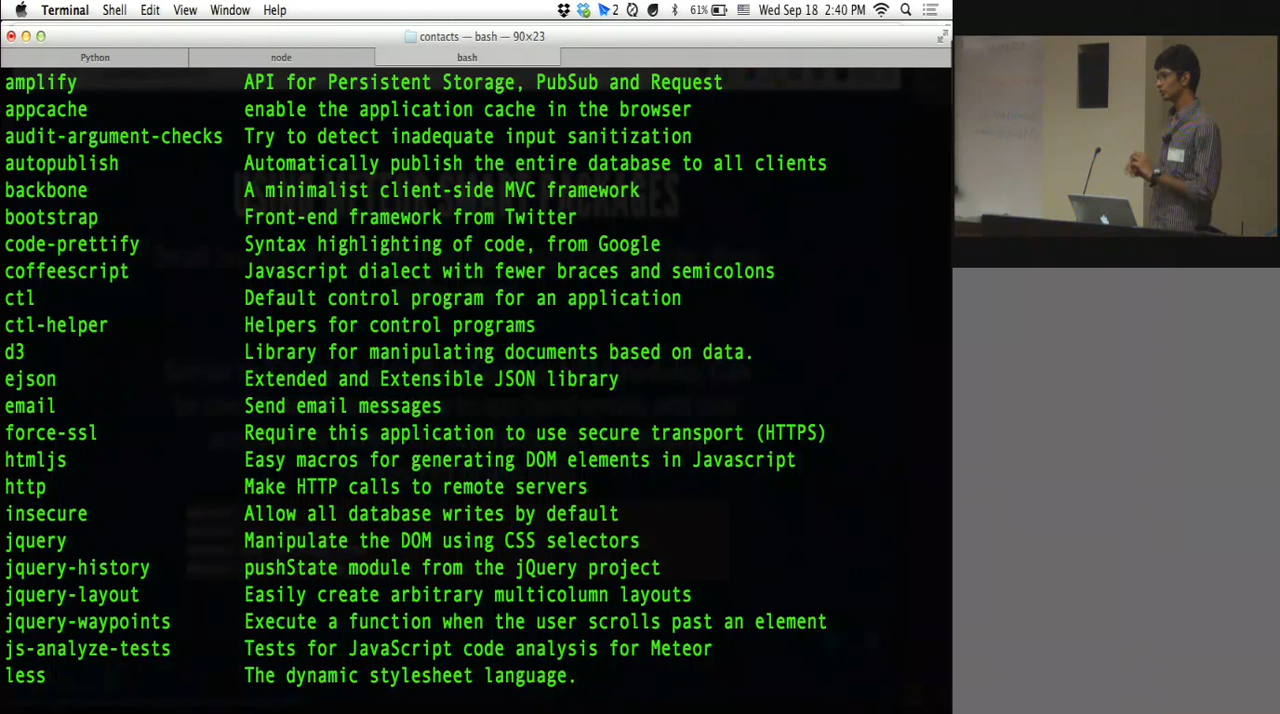 Terminal Shell Edit View Window Help 2 61% Wed Sep 18 2:40 PM
contacts — bash — 90×23
Python node bash
amplify API for Persistent Storage, PubSub and Request
appcache enable the application cache in the browser
audit-argument-checks Try to detect inadequate input sanitization
autopublish Automatically publish the entire database to all clients
backbone A minimalist client-side MVC framework
bootstrap Front-end framework from Twitter
code-prettify Syntax highlighting of code, from Google
coffeescript Javascript dialect with fewer braces and semicolons
ctl Default control program for an application
ctl-helper Helpers for control programs
d3 Library for manipulating documents based on data.
ejson Extended and Extensible JSON library
email Send email messages
force-ssl Require this application to use secure transport (HTTPS)
htmljs Easy macros for generating DOM elements in Javascript
http Make HTTP calls to remote servers
insecure Allow all database writes by default
jquery Manipulate the DOM using CSS selectors
jquery-history pushState module from the jQuery project
jquery-layout Easily create arbitrary multicolumn layouts
jquery-waypoints Execute a function when the user scrolls past an element
js-analyze-tests Tests for JavaScript code analysis for Meteor
less The dynamic stylesheet language.